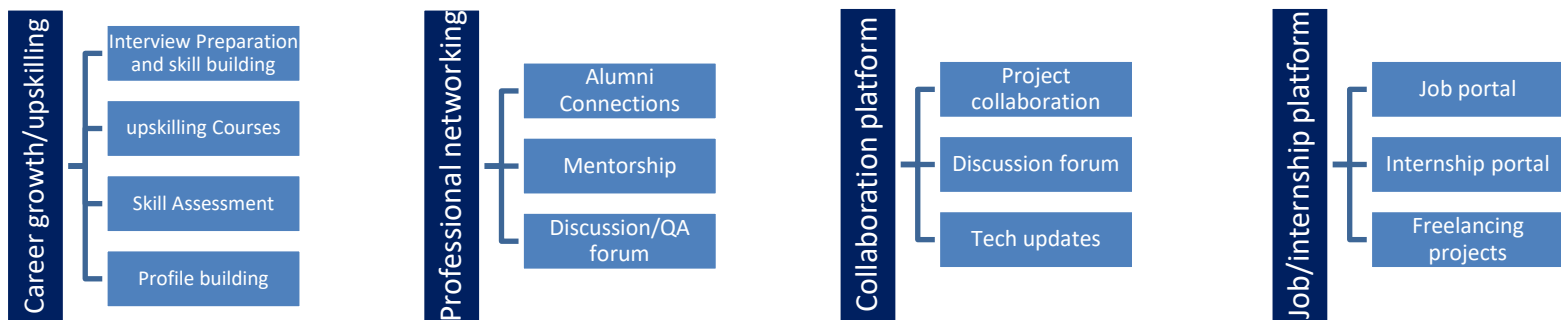 Career growth/upskilling
Interview Preparation
and skill building
upskilling Courses
Skill Assessment
Profile building
Professional networking
Alumni
Connections
Mentorship
Discussion/QA
forum
Collaboration platform
Project
collaboration
Discussion forum
Tech updates
Job/internship platform
Job portal
Internship portal
Freelancing
projects